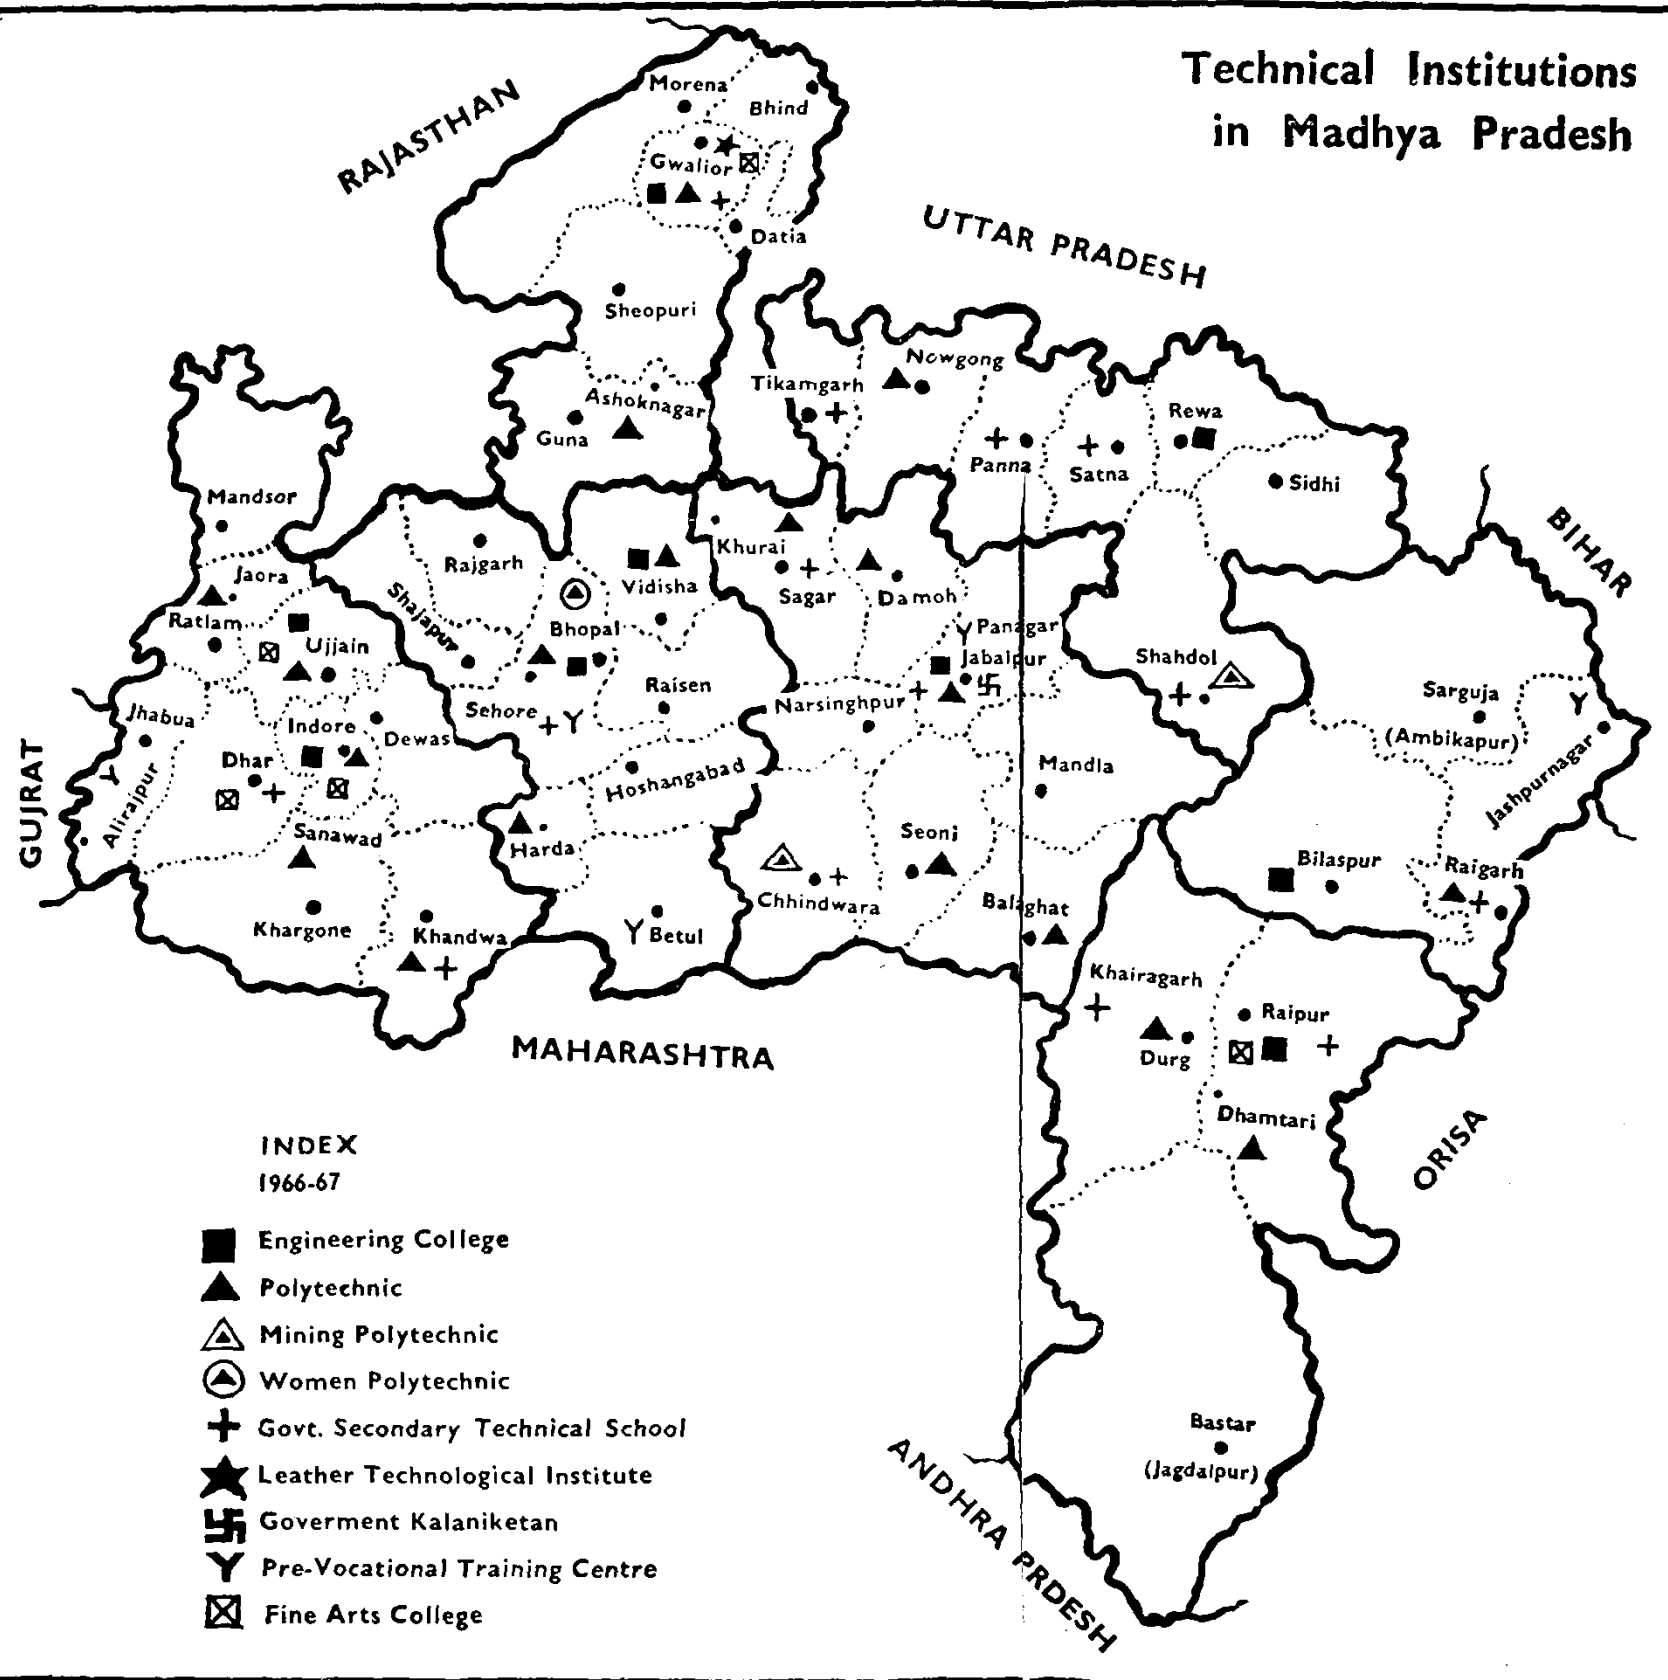 Technical Institutions
in Madhya Pradesh
RAJASTHAN
UTTAR PRADESH
BIHAR
GUJRAT
MAHARASHTRA
ORISA
ANDHRA PRDESH
Morena
Bhind
Gwalior
Datia
Sheopuri
Ashoknagar
Guna
Nowgong
Tikamgarh
Panna
Satna
Rewa
Sidhi
Mandsor
Jaora
Ratlam
Ujjain
Rajgarh
Shajapur
Bhopal
Vidisha
Khurai
Sagar
Damoh
Panagar
Jabalpur
Shahdol
Sarguja
(Ambikapur)
Jashpurnagar
Jhabua
Alirajpur
Indore
Dewas
Dhar
Sehore
Raisen
Narsinghpur
Hoshangabad
Mandla
Sanawad
Harda
Seoni
Chhindwara
Balaghat
Bilaspur
Raigarh
Khargone
Khandwa
Betul
Khairagarh
Durg
Raipur
Dhamtari
Bastar
(Jagdalpur)
INDEX
1966-67
Engineering College
Polytechnic
Mining Polytechnic
Women Polytechnic
Govt. Secondary Technical School
Leather Technological Institute
Goverment Kalaniketan
Pre-Vocational Training Centre
Fine Arts College